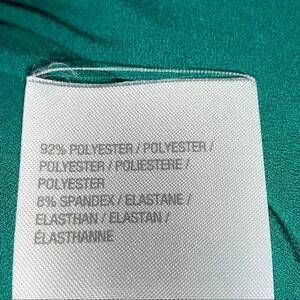 92% POLYESTER / POLYESTER /
POLYESTER / POLIESTERE /
POLYESTER
8% SPANDEX / ELASTANE /
ELASTHAN / ELASTAN /
ÉLASTHANNE